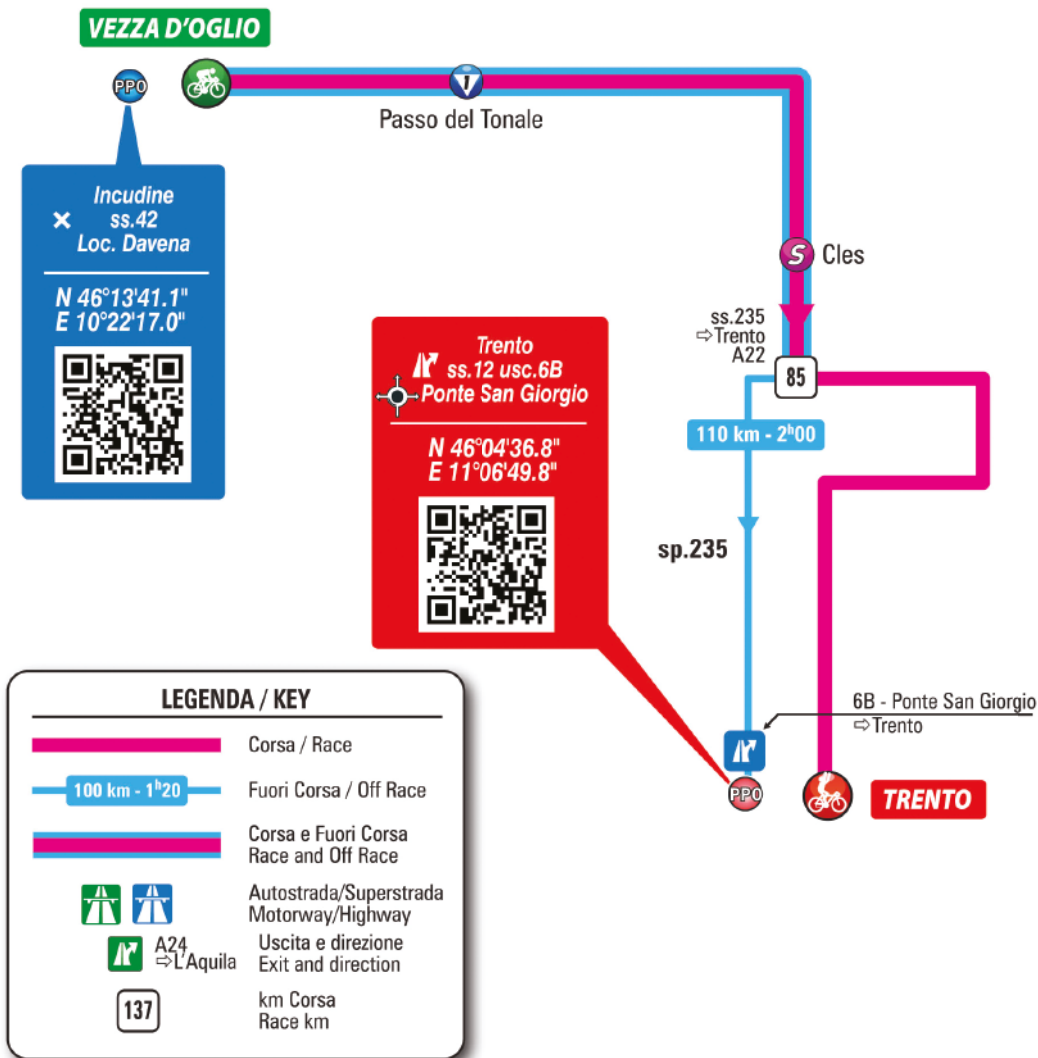 VEZZA D'OGLIO
PPO
Passo del Tonale
Incudine
ss.42
Loc. Davena
N 46°13'41.1"
E 10°22'17.0"
S Cles
ss.235
⇨Trento
A22
85
Trento
ss.12 usc.6B
Ponte San Giorgio
N 46°04'36.8"
E 11°06'49.8"
110 km - 2h00
sp.235
6B - Ponte San Giorgio
⇨Trento
PPO
TRENTO
LEGENDA / KEY
Corsa / Race
100 km - 1h20
Fuori Corsa / Off Race
Corsa e Fuori Corsa
Race and Off Race
Autostrada/Superstrada
Motorway/Highway
A24
⇨L'Aquila
Uscita e direzione
Exit and direction
137
km Corsa
Race km